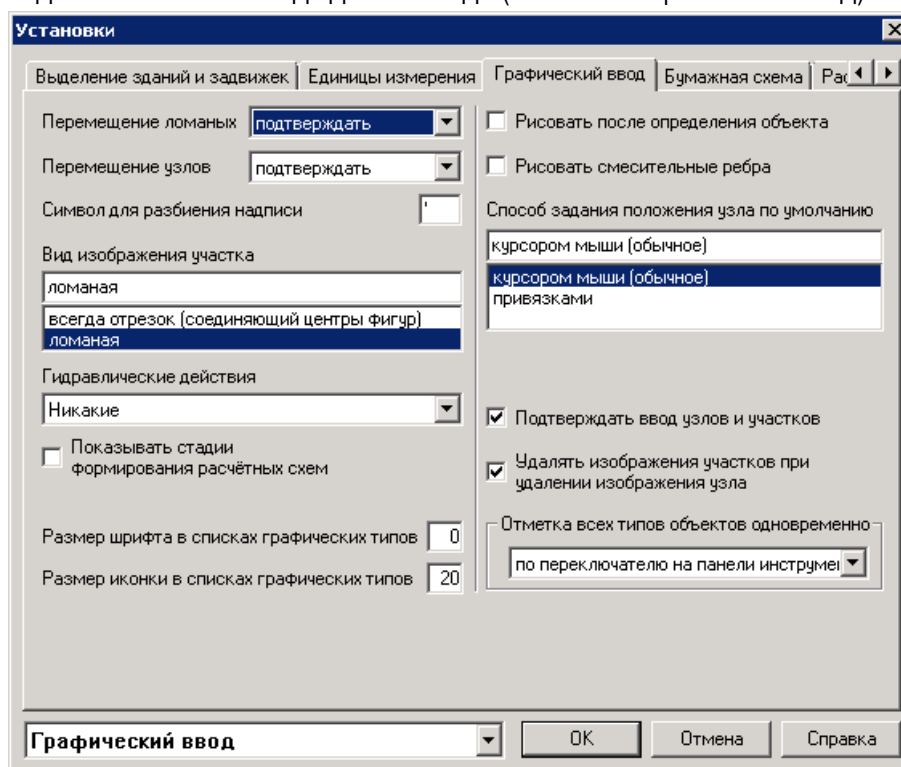 Установки
Выделение зданий и задвижек Единицы измерения Графический ввод Бумажная схема Рас
Перемещение ломаных подтверждать
Перемещение узлов подтверждать
Символ для разбиения надписи '
Вид изображения участка
ломаная
всегда отрезок (соединяющий центры фигур)
ломаная
Гидравлические действия
Никакие
Показывать стадии
формирования расчётных схем
Размер шрифта в списках графических типов 0
Размер иконки в списках графических типов 20
Рисовать после определения объекта
Рисовать смесительные ребра
Способ задания положения узла по умолчанию
курсором мыши (обычное)
курсором мыши (обычное)
привязками
Подтверждать ввод узлов и участков
Удалять изображения участков при
удалении изображения узла
Отметка всех типов объектов одновременно
по переключателю на панели инструме
Графический ввод OK Отмена Справка